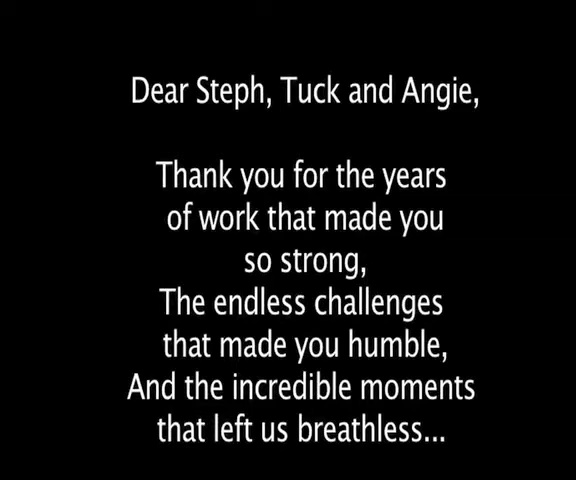 Dear Steph, Tuck and Angie,
Thank you for the years
of work that made you
so strong,
The endless challenges
that made you humble,
And the incredible moments
that left us breathless...